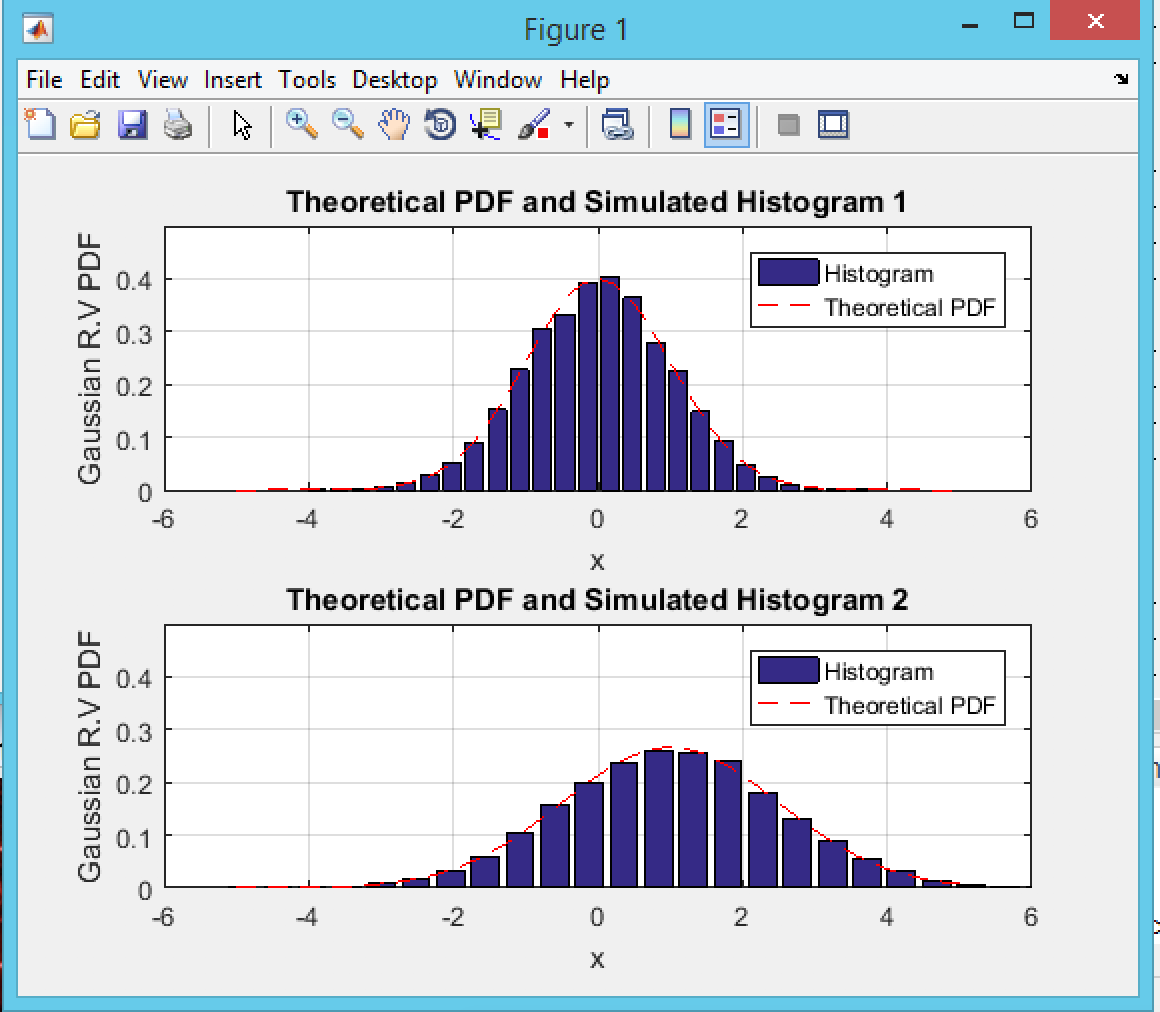 Figure 1
File Edit View Insert Tools Desktop Window Help
Theoretical PDF and Simulated Histogram 1
Gaussian R.V PDF
0.4
0.3
0.2
0.1
0
Histogram
Theoretical PDF
-6 -4 -2 0 2 4 6
x
Theoretical PDF and Simulated Histogram 2
Gaussian R.V PDF
0.4
0.3
0.2
0.1
0
Histogram
Theoretical PDF
-6 -4 -2 0 2 4 6
x